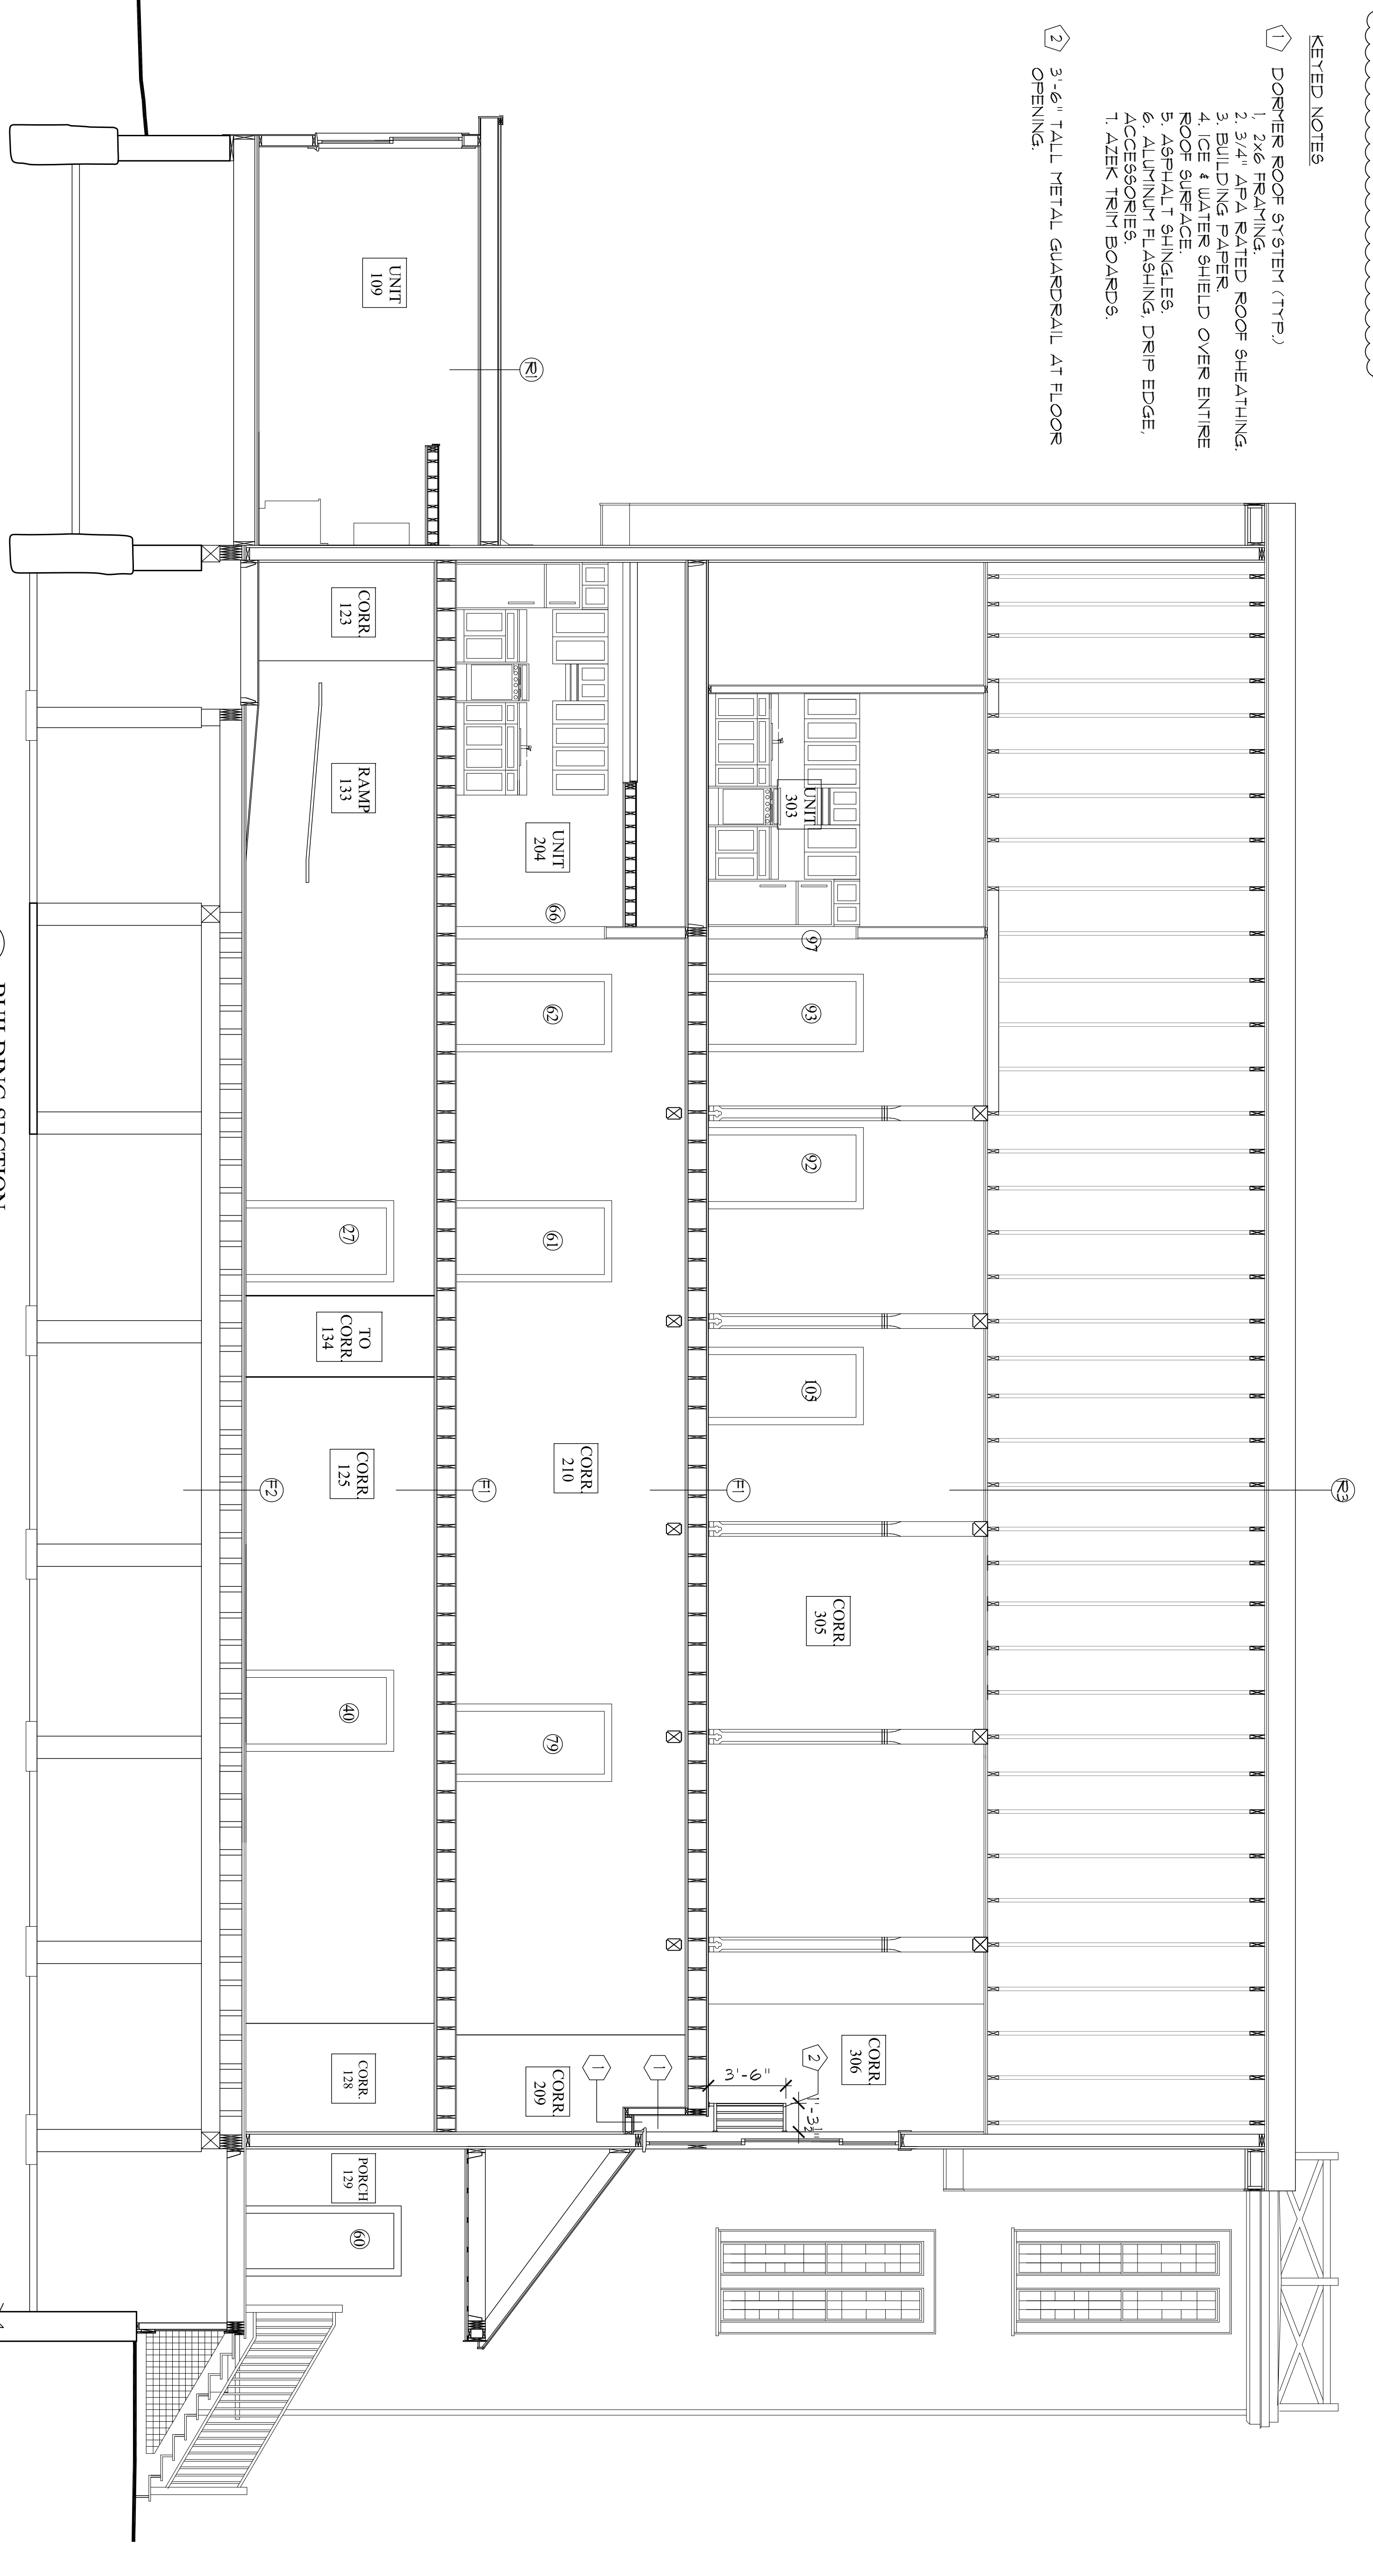 KEYED NOTES
1 DORMER ROOF SYSTEM (TYP.)
1, 2x6 FRAMING.
2. 3/4" APA RATED ROOF SHEATHING.
3. BUILDING PAPER.
4. ICE & WATER SHIELD OVER ENTIRE
ROOF SURFACE.
5. ASPHALT SHINGLES.
6. ALUMINUM FLASHING, DRIP EDGE,
ACCESSORIES.
7. AZEK TRIM BOARDS.
2 3'-6" TALL METAL GUARDRAIL AT FLOOR
OPENING.
R3
R1
UNIT
303
97
93
92
105
CORR.
305
CORR.
306
2
3'-6"
1'-3½"
F1
UNIT
204
66
62
61
CORR.
210
79
CORR.
209
1
1
F1
UNIT
109
CORR.
123
RAMP
133
27
TO
CORR.
134
CORR.
125
40
CORR.
128
PORCH
129
60
F2
BUILDING SECTION